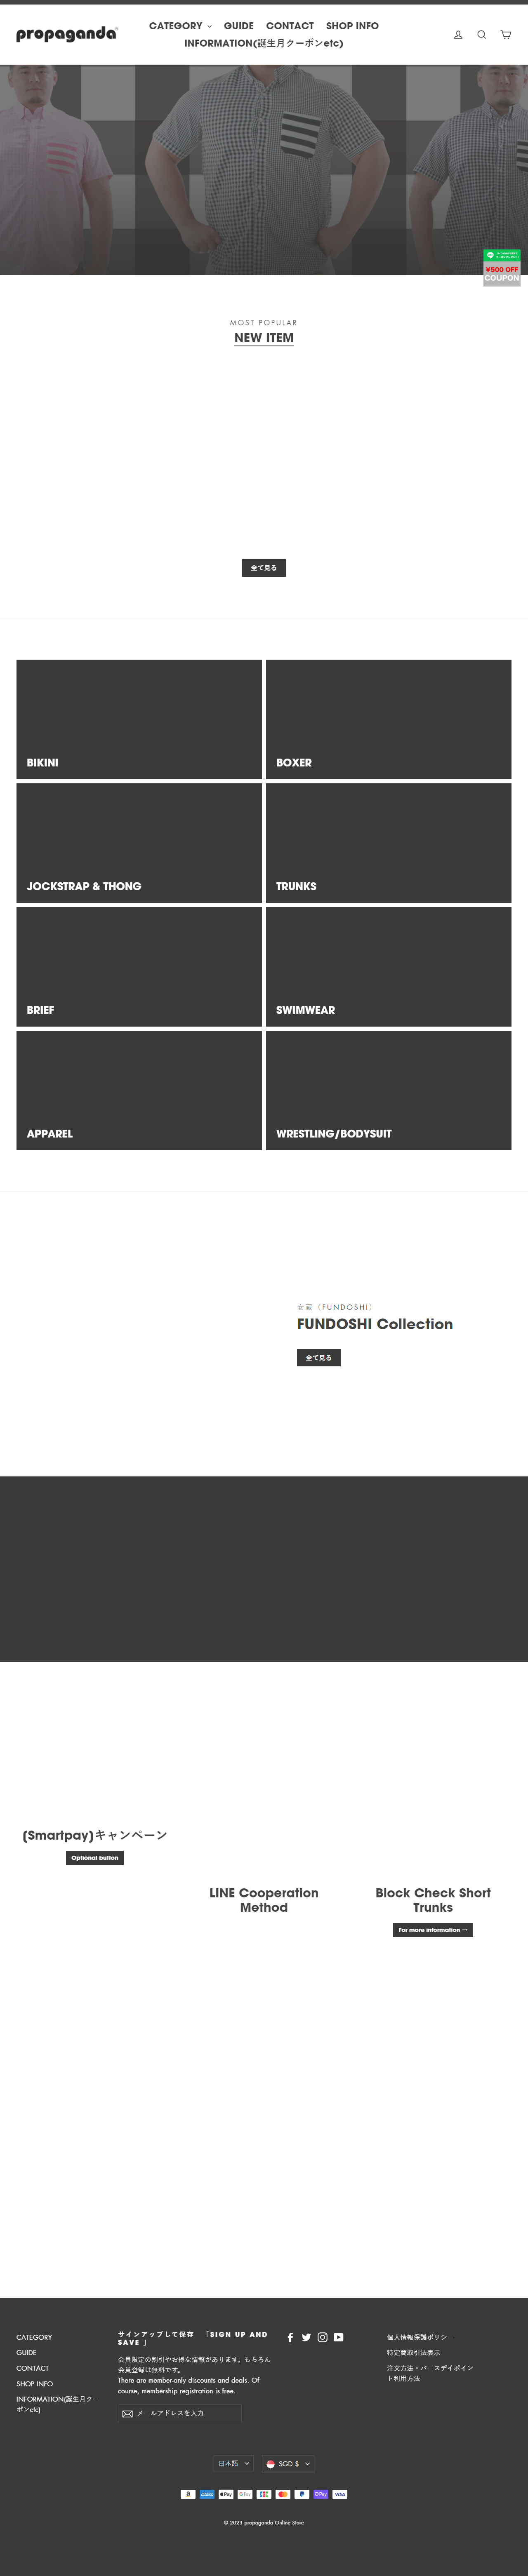 propaganda
CATEGORY GUIDE CONTACT SHOP INFO
INFORMATION(誕生月クーポンetc)
¥500 OFF
COUPON
MOST POPULAR
NEW ITEM
全て見る
BIKINI
BOXER
JOCKSTRAP & THONG
TRUNKS
BRIEF
SWIMWEAR
APPAREL
WRESTLING/BODYSUIT
FUNDOSHI Collection
全て見る
(Smartpay)キャンペーン
Optional button
LINE Cooperation
Method
Block Check Short
Trunks
For more information →
CATEGORY
GUIDE
CONTACT
SHOP INFO
INFORMATION(誕生月クー
ポンetc)
サインアップして保存 「SIGN UP AND
SAVE 」
会員限定の割引やお得な情報があります。もちろん
会員登録は無料です。
There are member-only discounts and deals. Of
course, membership registration is free.
メールアドレスを入力
個人情報保護ポリシー
特定商取引法表示
注文方法・バースデイポイン
ト利用方法
日本語
SGD $
Pay
G Pay
JCB
Pay
VISA
© 2023 propaganda Online Store